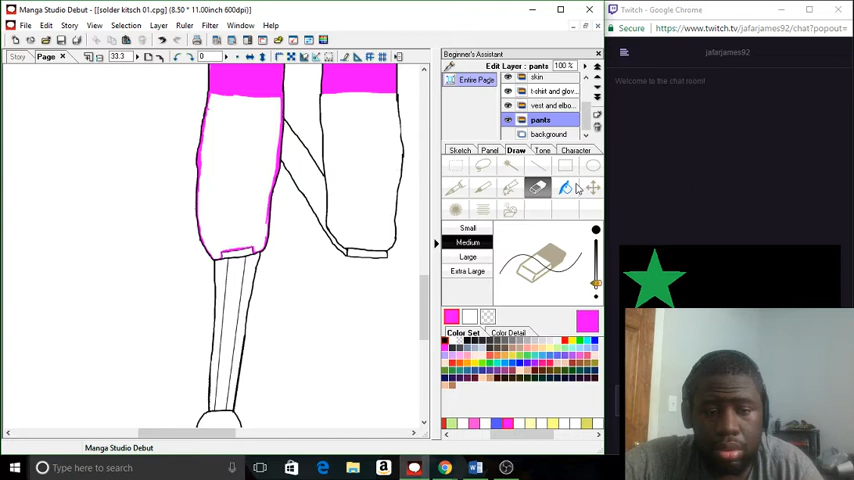 Manga Studio Debut - [[solder kitsch 01.cpg] (8.50 * 11.00inch 600dpi)]
Twitch - Google Chrome
File Edit Story View Selection Layer Ruler Filter Window Help
Secure https://www.twitch.tv/jafarjames92/chat?popout=
Story Page 33.3 0
jafarjames92
Beginner's Assistant
Edit Layer : pants 100 %
Entire Page
skin
t-shirt and glov
vest and elbo
pants
background
Welcome to the chat room!
Sketch Panel Draw Tone Character
Small
Medium
Large
Extra Large
Color Set Color Detail
Manga Studio Debut
Type here to search